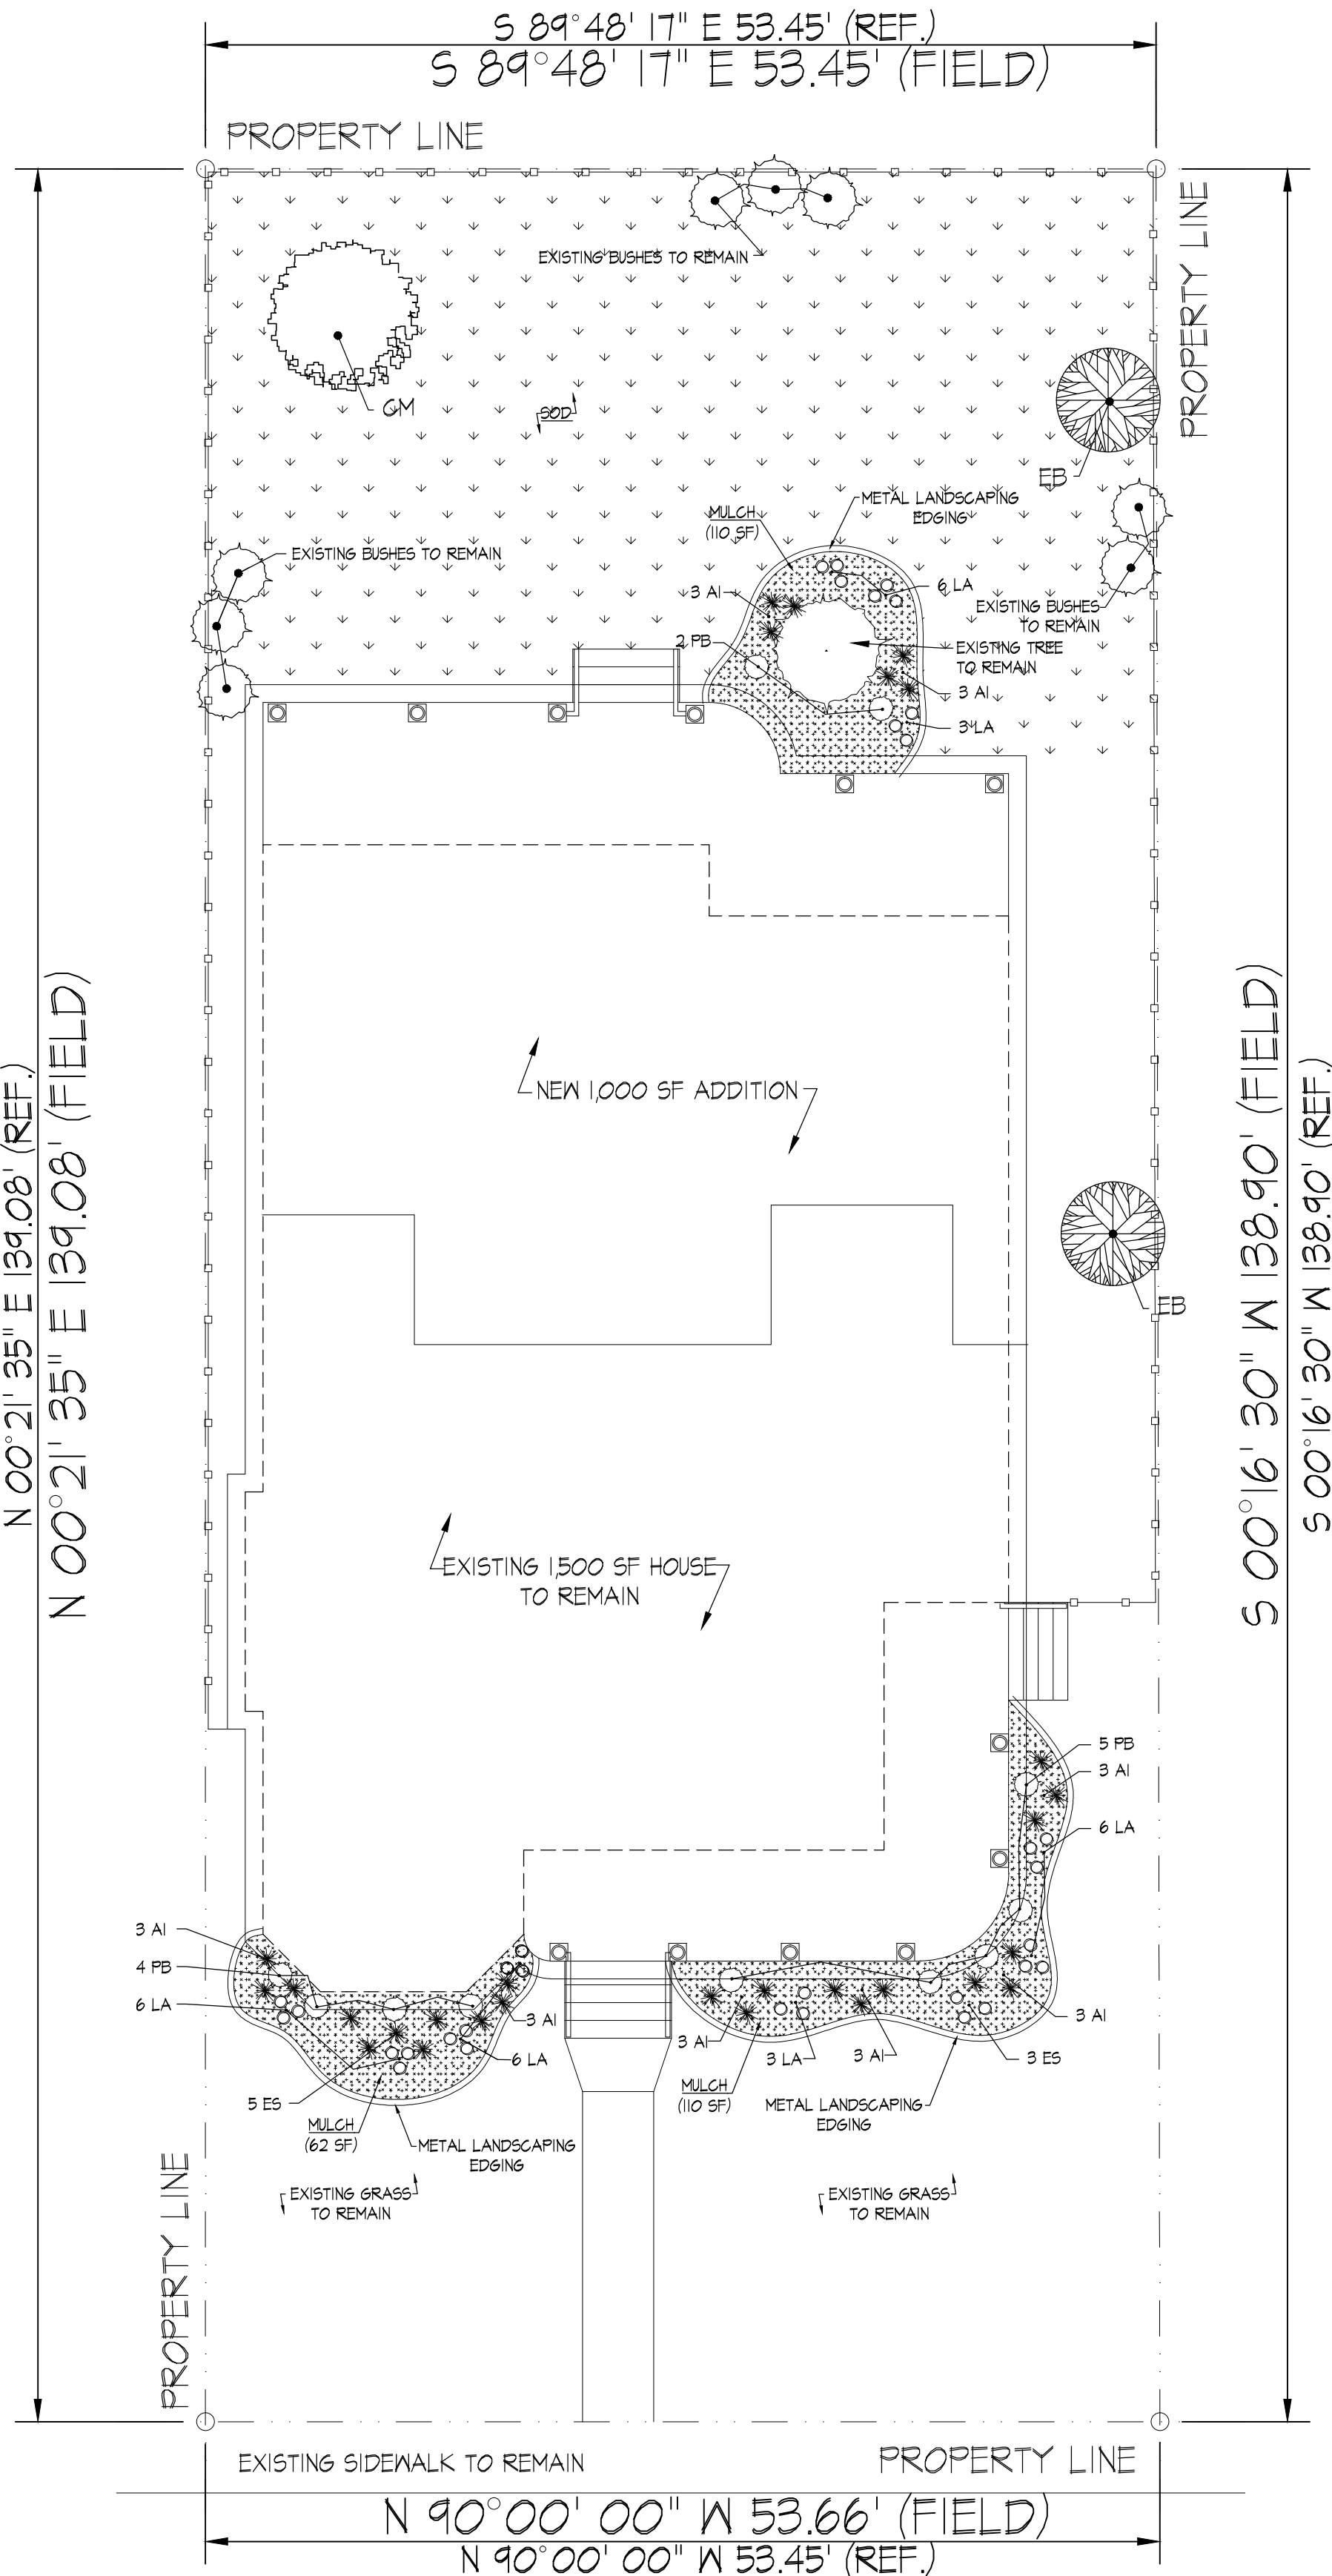 S 89°48' 17" E 53.45' (REF.)
S 89°48' 17" E 53.45' (FIELD)
PROPERTY LINE
PROPERTY LINE
EXISTING BUSHES TO REMAIN
CM
SOD
EB
METAL LANDSCAPING
EDGING
MULCH
(110 SF)
EXISTING BUSHES TO REMAIN
3 AI
6 LA
EXISTING BUSHES
TO REMAIN
2 PB
EXISTING TREE
TO REMAIN
3 AI
3 LA
N 00°21' 35" E 139.08' (REF.)
N 00°21' 35" E 139.08' (FIELD)
S 00°16' 30" W 138.90' (FIELD)
S 00°16' 30" W 138.90' (REF.)
NEW 1,000 SF ADDITION
EB
EXISTING 1,500 SF HOUSE
TO REMAIN
5 PB
3 AI
6 LA
3 AI
4 PB
6 LA
3 AI
6 LA
5 ES
MULCH
(62 SF)
METAL LANDSCAPING
EDGING
3 AI
3 LA
3 AI
3 AI
3 ES
MULCH
(110 SF)
METAL LANDSCAPING
EDGING
EXISTING GRASS
TO REMAIN
EXISTING GRASS
TO REMAIN
PROPERTY LINE
EXISTING SIDEWALK TO REMAIN
PROPERTY LINE
N 90°00' 00" W 53.66' (FIELD)
N 90°00' 00" W 53.45' (REF.)